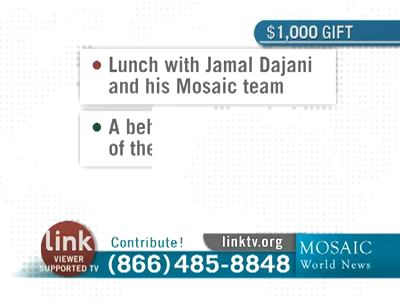 $1,000 GIFT
• Lunch with Jamal Dajani
and his Mosaic team
• A beh
of the
link
VIEWER
SUPPORTED TV
Contribute!
linktv.org
(866)485-8848
MOSAIC
World News